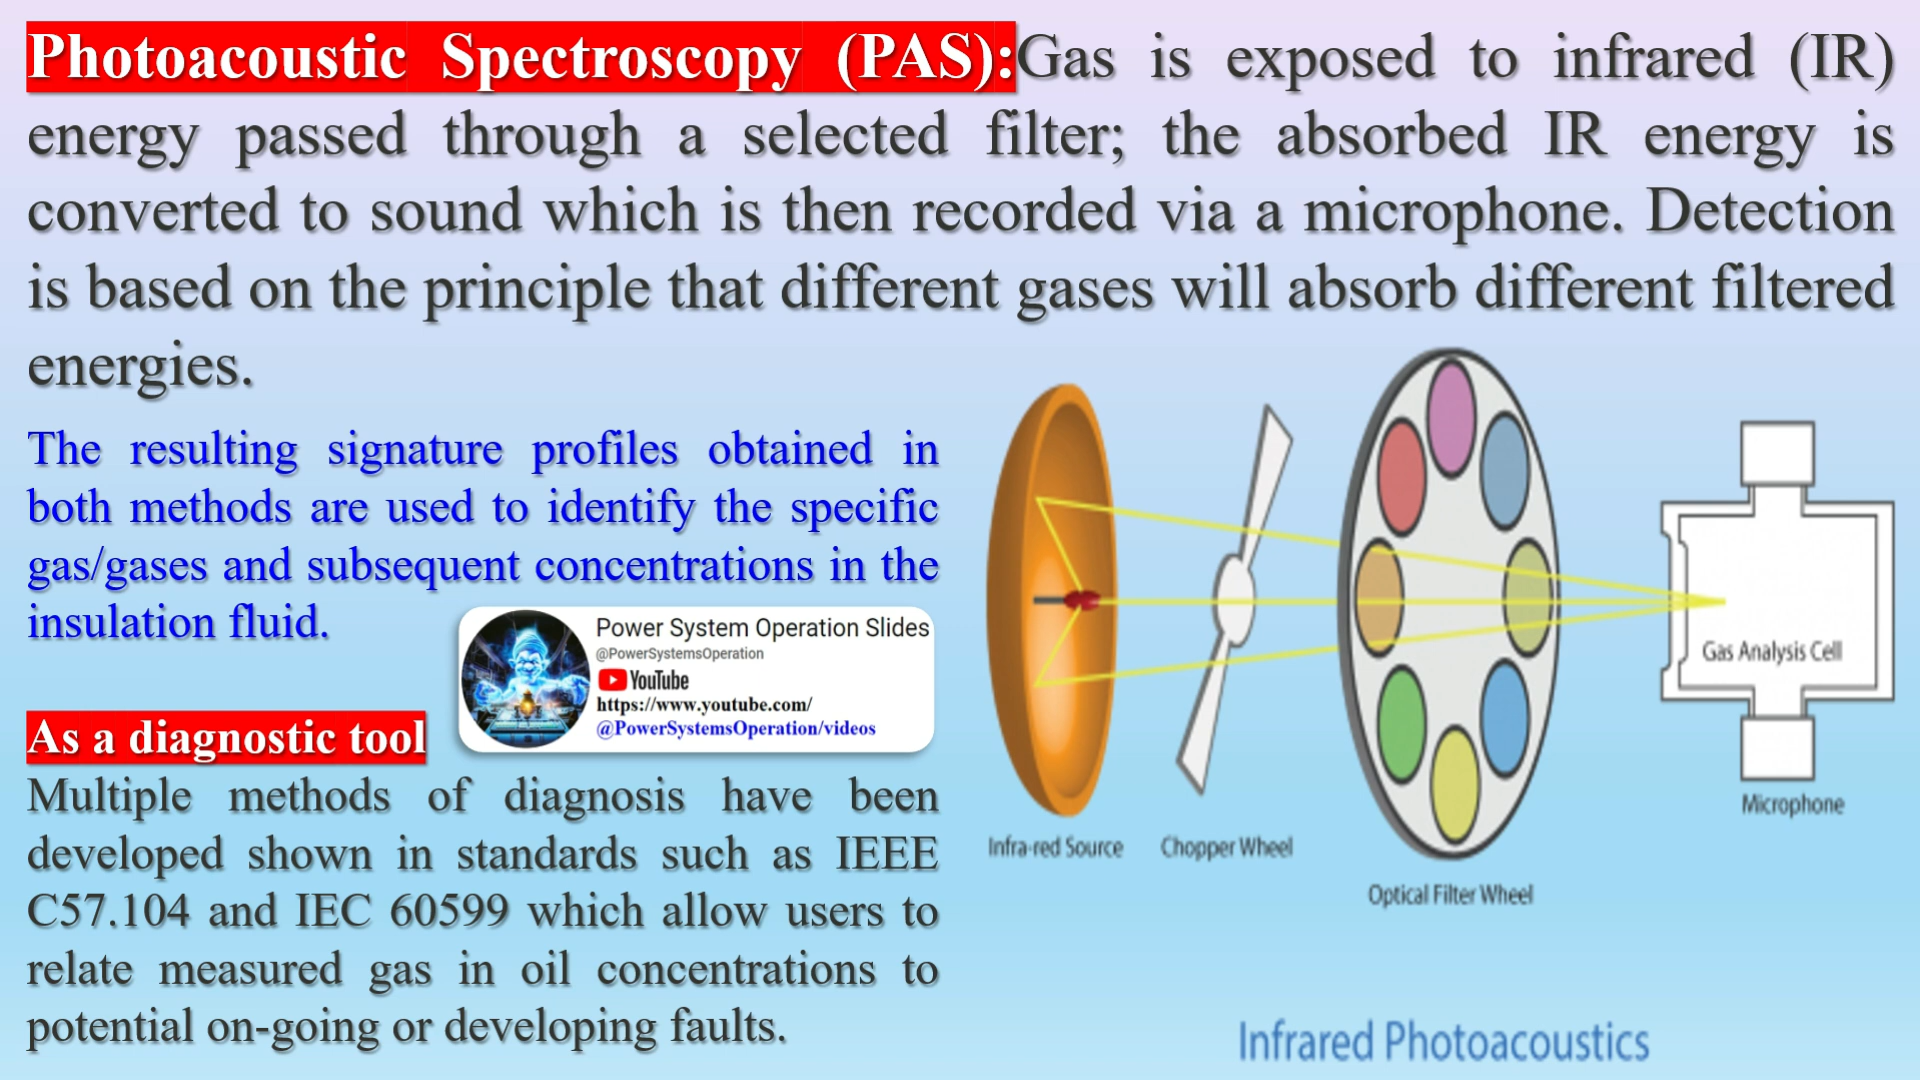 Photoacoustic Spectroscopy (PAS):Gas is exposed to infrared (IR)
energy passed through a selected filter; the absorbed IR energy is
converted to sound which is then recorded via a microphone. Detection
is based on the principle that different gases will absorb different filtered
energies.
The resulting signature profiles obtained in
both methods are used to identify the specific
gas/gases and subsequent concentrations in the
insulation fluid.
Power System Operation Slides
@PowerSystemsOperation
YouTube
https://www.youtube.com/
@PowerSystemsOperation/videos
As a diagnostic tool
Multiple methods of diagnosis have been
developed shown in standards such as IEEE
C57.104 and IEC 60599 which allow users to
relate measured gas in oil concentrations to
potential on-going or developing faults.
Gas Analysis Cell
Microphone
Infra-red Source
Chopper Wheel
Optical Filter Wheel
Infrared Photoacoustics